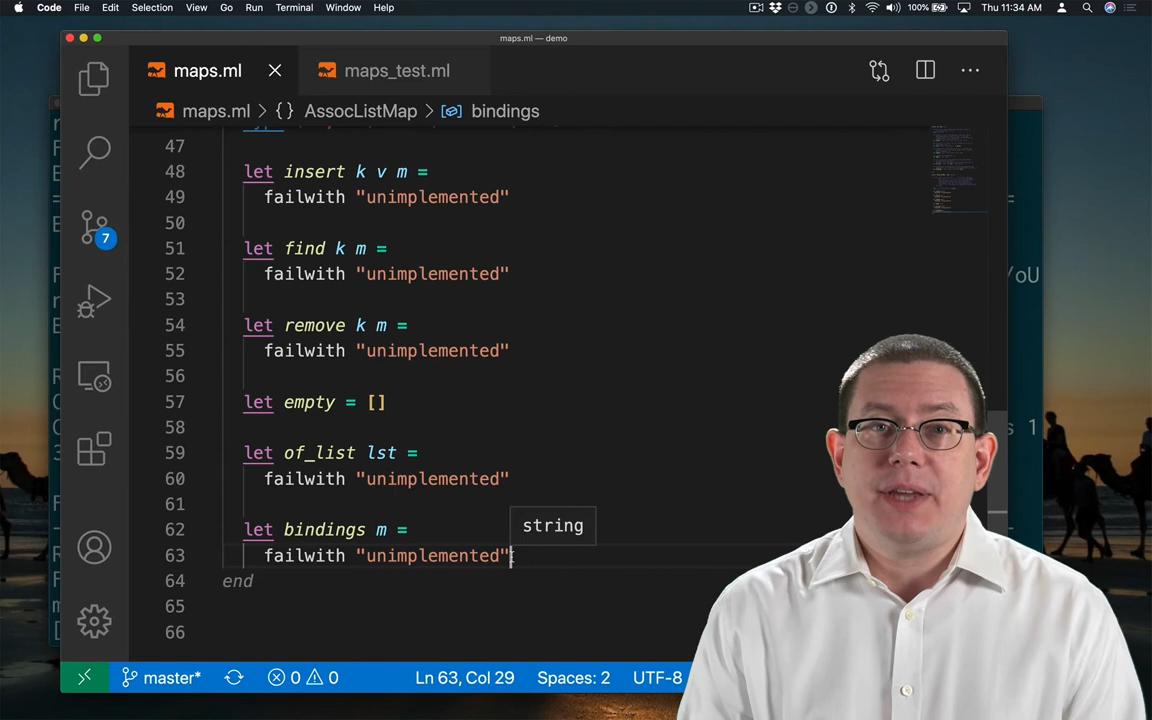 Code File Edit Selection View Go Run Terminal Window Help 100% Thu 11:34 AM
maps.ml — demo
maps.ml maps_test.ml
maps.ml > {} AssocListMap > bindings
47
48 let insert k v m =
49 failwith "unimplemented"
50
51 let find k m =
52 failwith "unimplemented"
53
54 let remove k m =
55 failwith "unimplemented"
56
57 let empty = []
58
59 let of_list lst =
60 failwith "unimplemented"
61
62 let bindings m =
string
63 failwith "unimplemented"
64 end
65
66
7
/oU
s 1
master* 0 0 Ln 63, Col 29 Spaces: 2 UTF-8